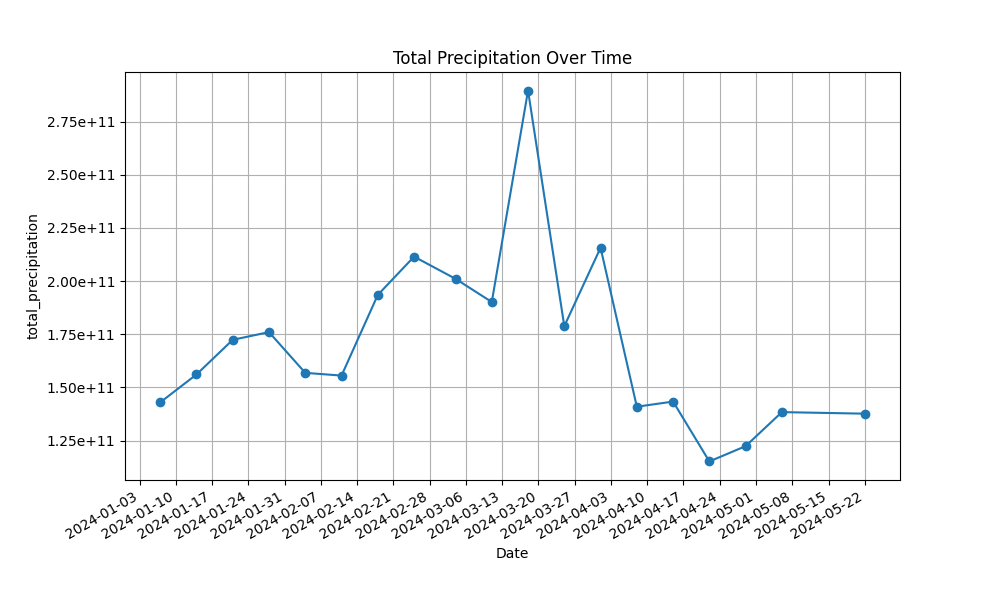 Total Precipitation Over Time
total_precipitation
2.75e+11
2.50e+11
2.25e+11
2.00e+11
1.75e+11
1.50e+11
1.25e+11
2024-01-03
2024-01-10
2024-01-17
2024-01-24
2024-01-31
2024-02-07
2024-02-14
2024-02-21
2024-02-28
2024-03-06
2024-03-13
2024-03-20
2024-03-27
2024-04-03
2024-04-10
2024-04-17
2024-04-24
2024-05-01
2024-05-08
2024-05-15
2024-05-22
Date